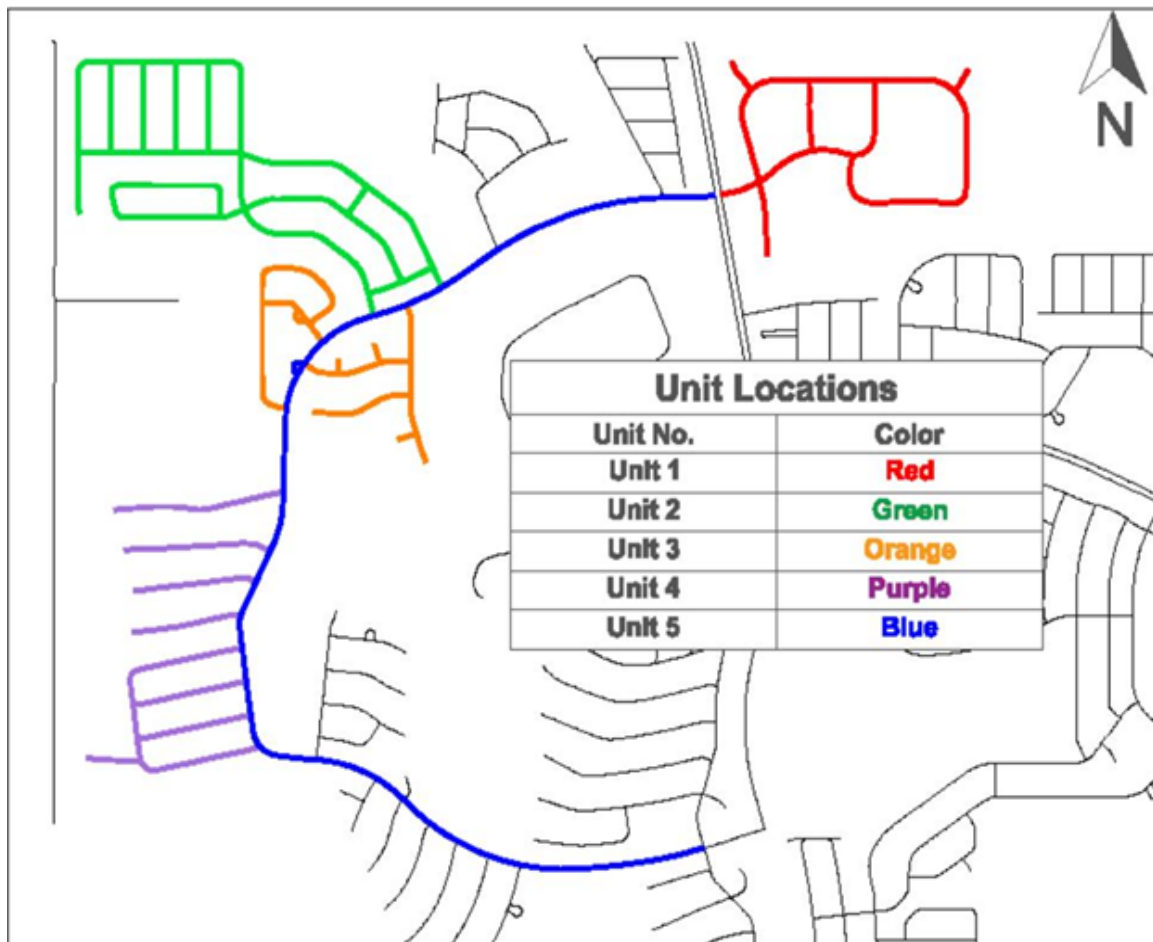 N
Unit Locations
Unit No. Color
Unit 1 Red
Unit 2 Green
Unit 3 Orange
Unit 4 Purple
Unit 5 Blue